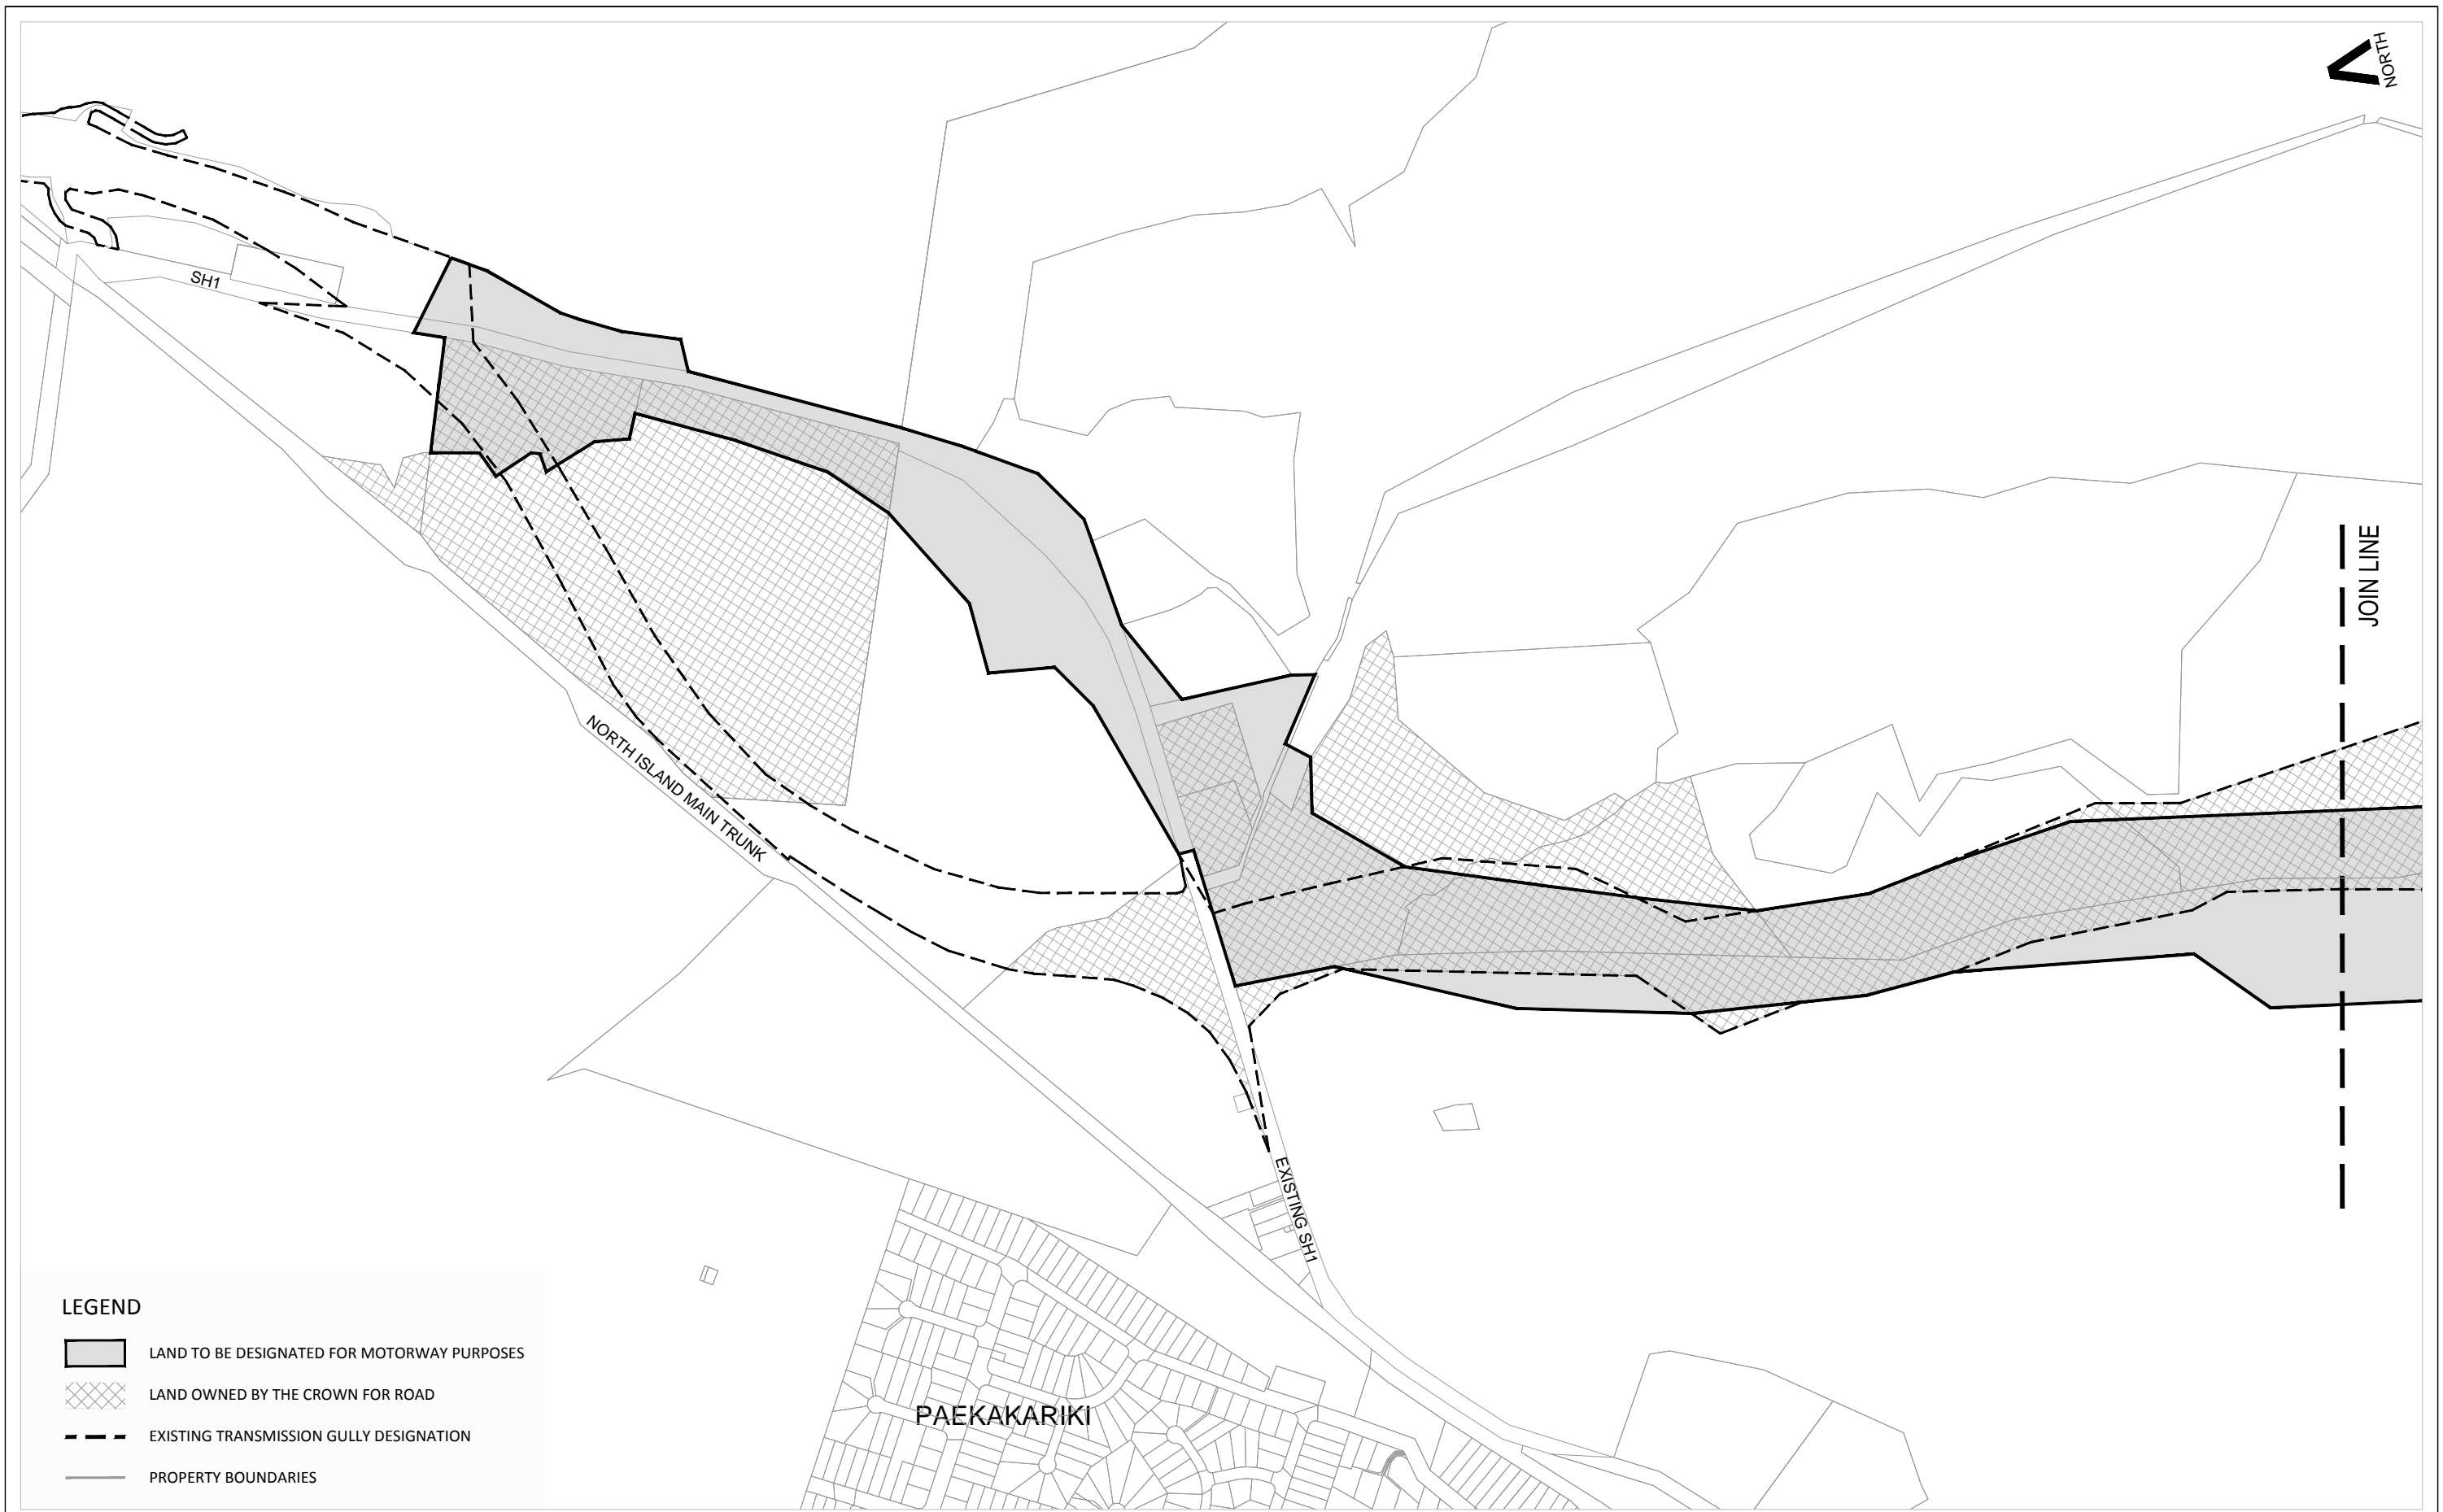 NORTH
SH1
JOIN LINE
NORTH ISLAND MAIN TRUNK
EXISTING SH1
PAEKAKARIKI
LEGEND
LAND TO BE DESIGNATED FOR MOTORWAY PURPOSES
LAND OWNED BY THE CROWN FOR ROAD
EXISTING TRANSMISSION GULLY DESIGNATION
PROPERTY BOUNDARIES